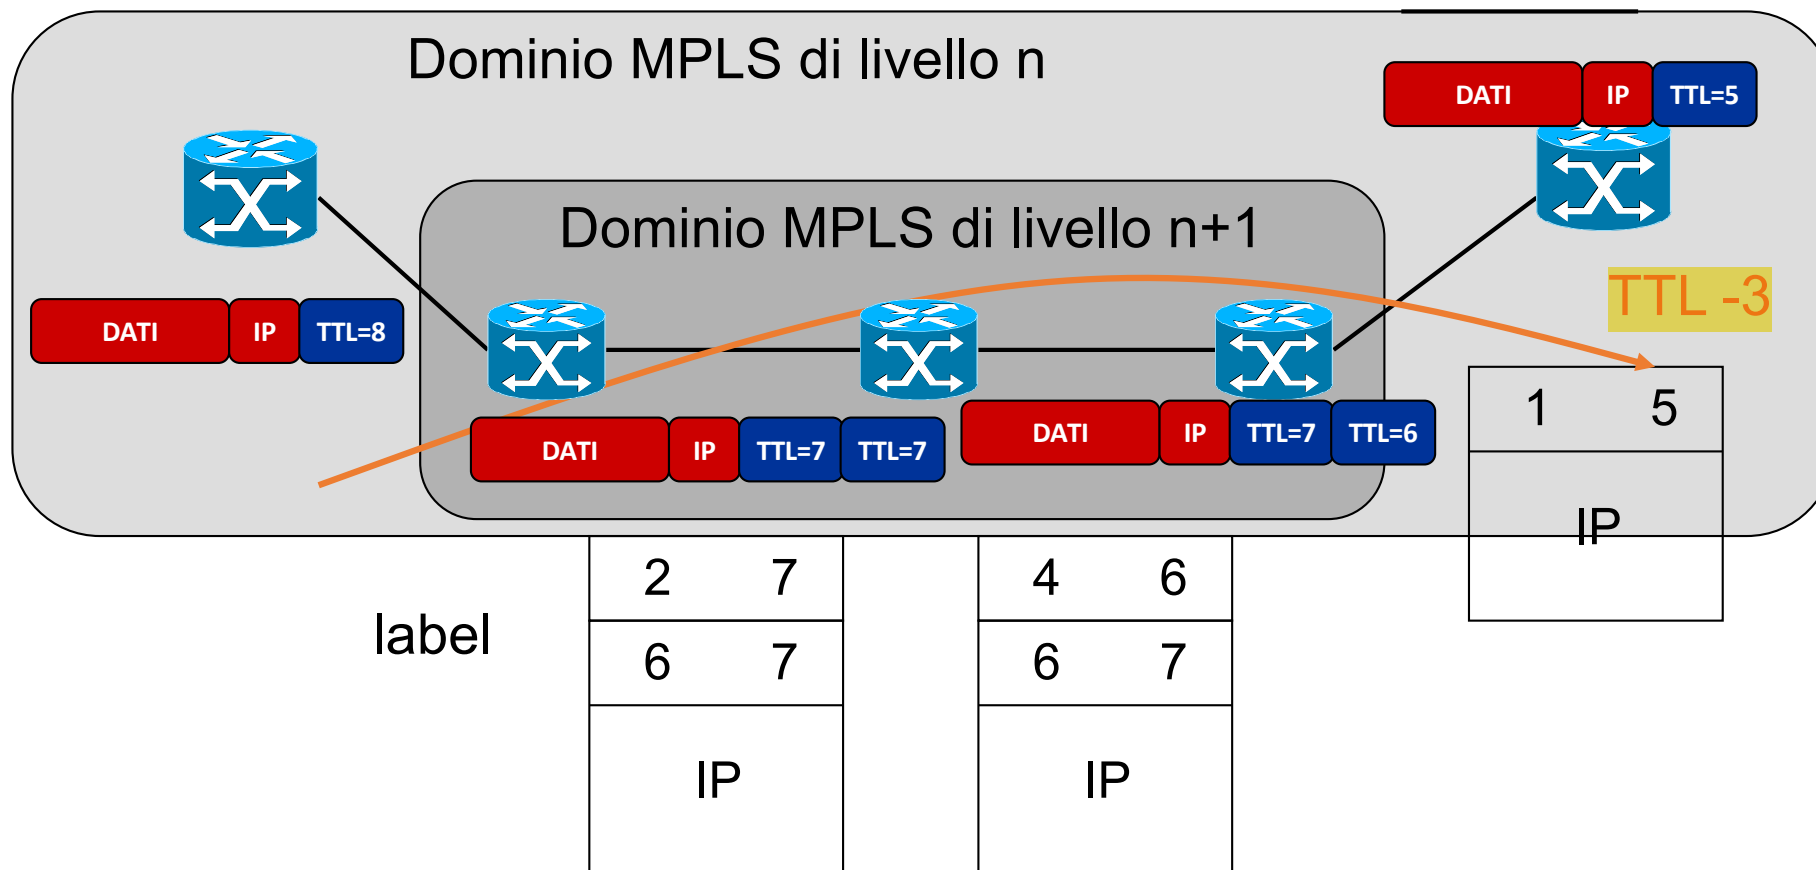 Dominio MPLS di livello n
DATI IP TTL=5
Dominio MPLS di livello n+1
TTL -3
DATI IP TTL=8
DATI IP TTL=7 TTL=7
DATI IP TTL=7 TTL=6
1 5
IP
label
2 7
6 7
IP
4 6
6 7
IP